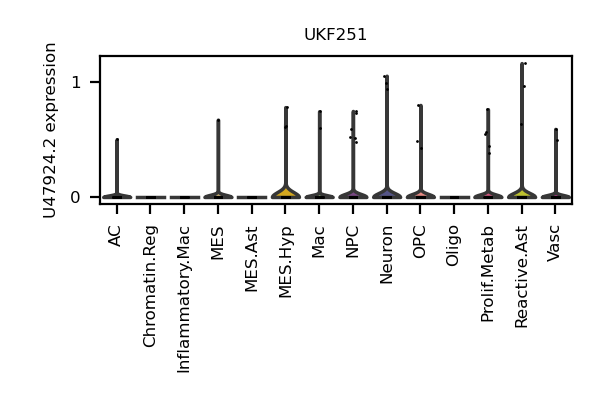 UKF251
U47924.2 expression
1
0
AC
Chromatin.Reg
Inflammatory.Mac
MES
MES.Ast
MES.Hyp
Mac
NPC
Neuron
OPC
Oligo
Prolif.Metab
Reactive.Ast
Vasc